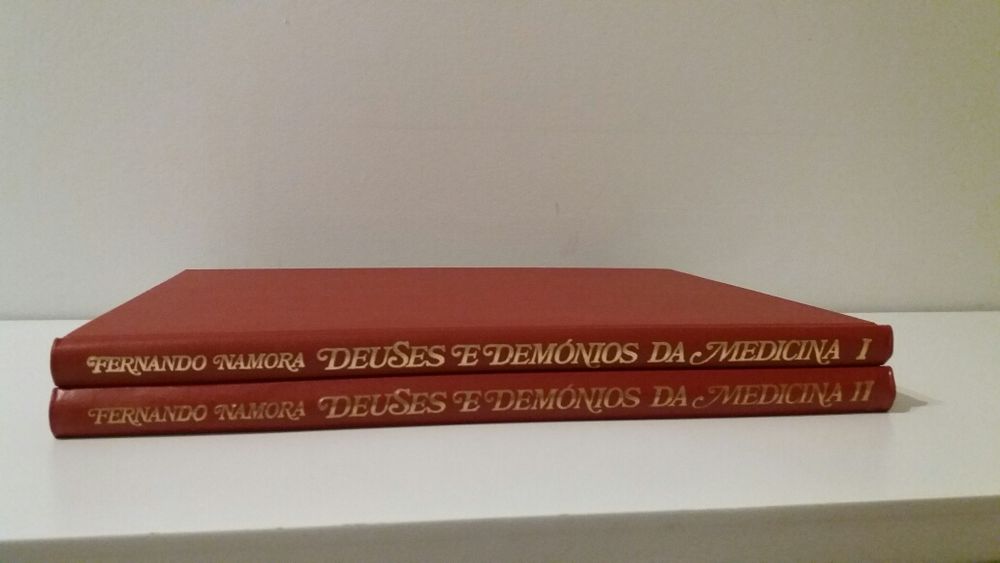 FERNANDO NAMORA DEUSES E DEMÓNIOS DA MEDICINA I
FERNANDO NAMORA DEUSES E DEMÓNIOS DA MEDICINA II